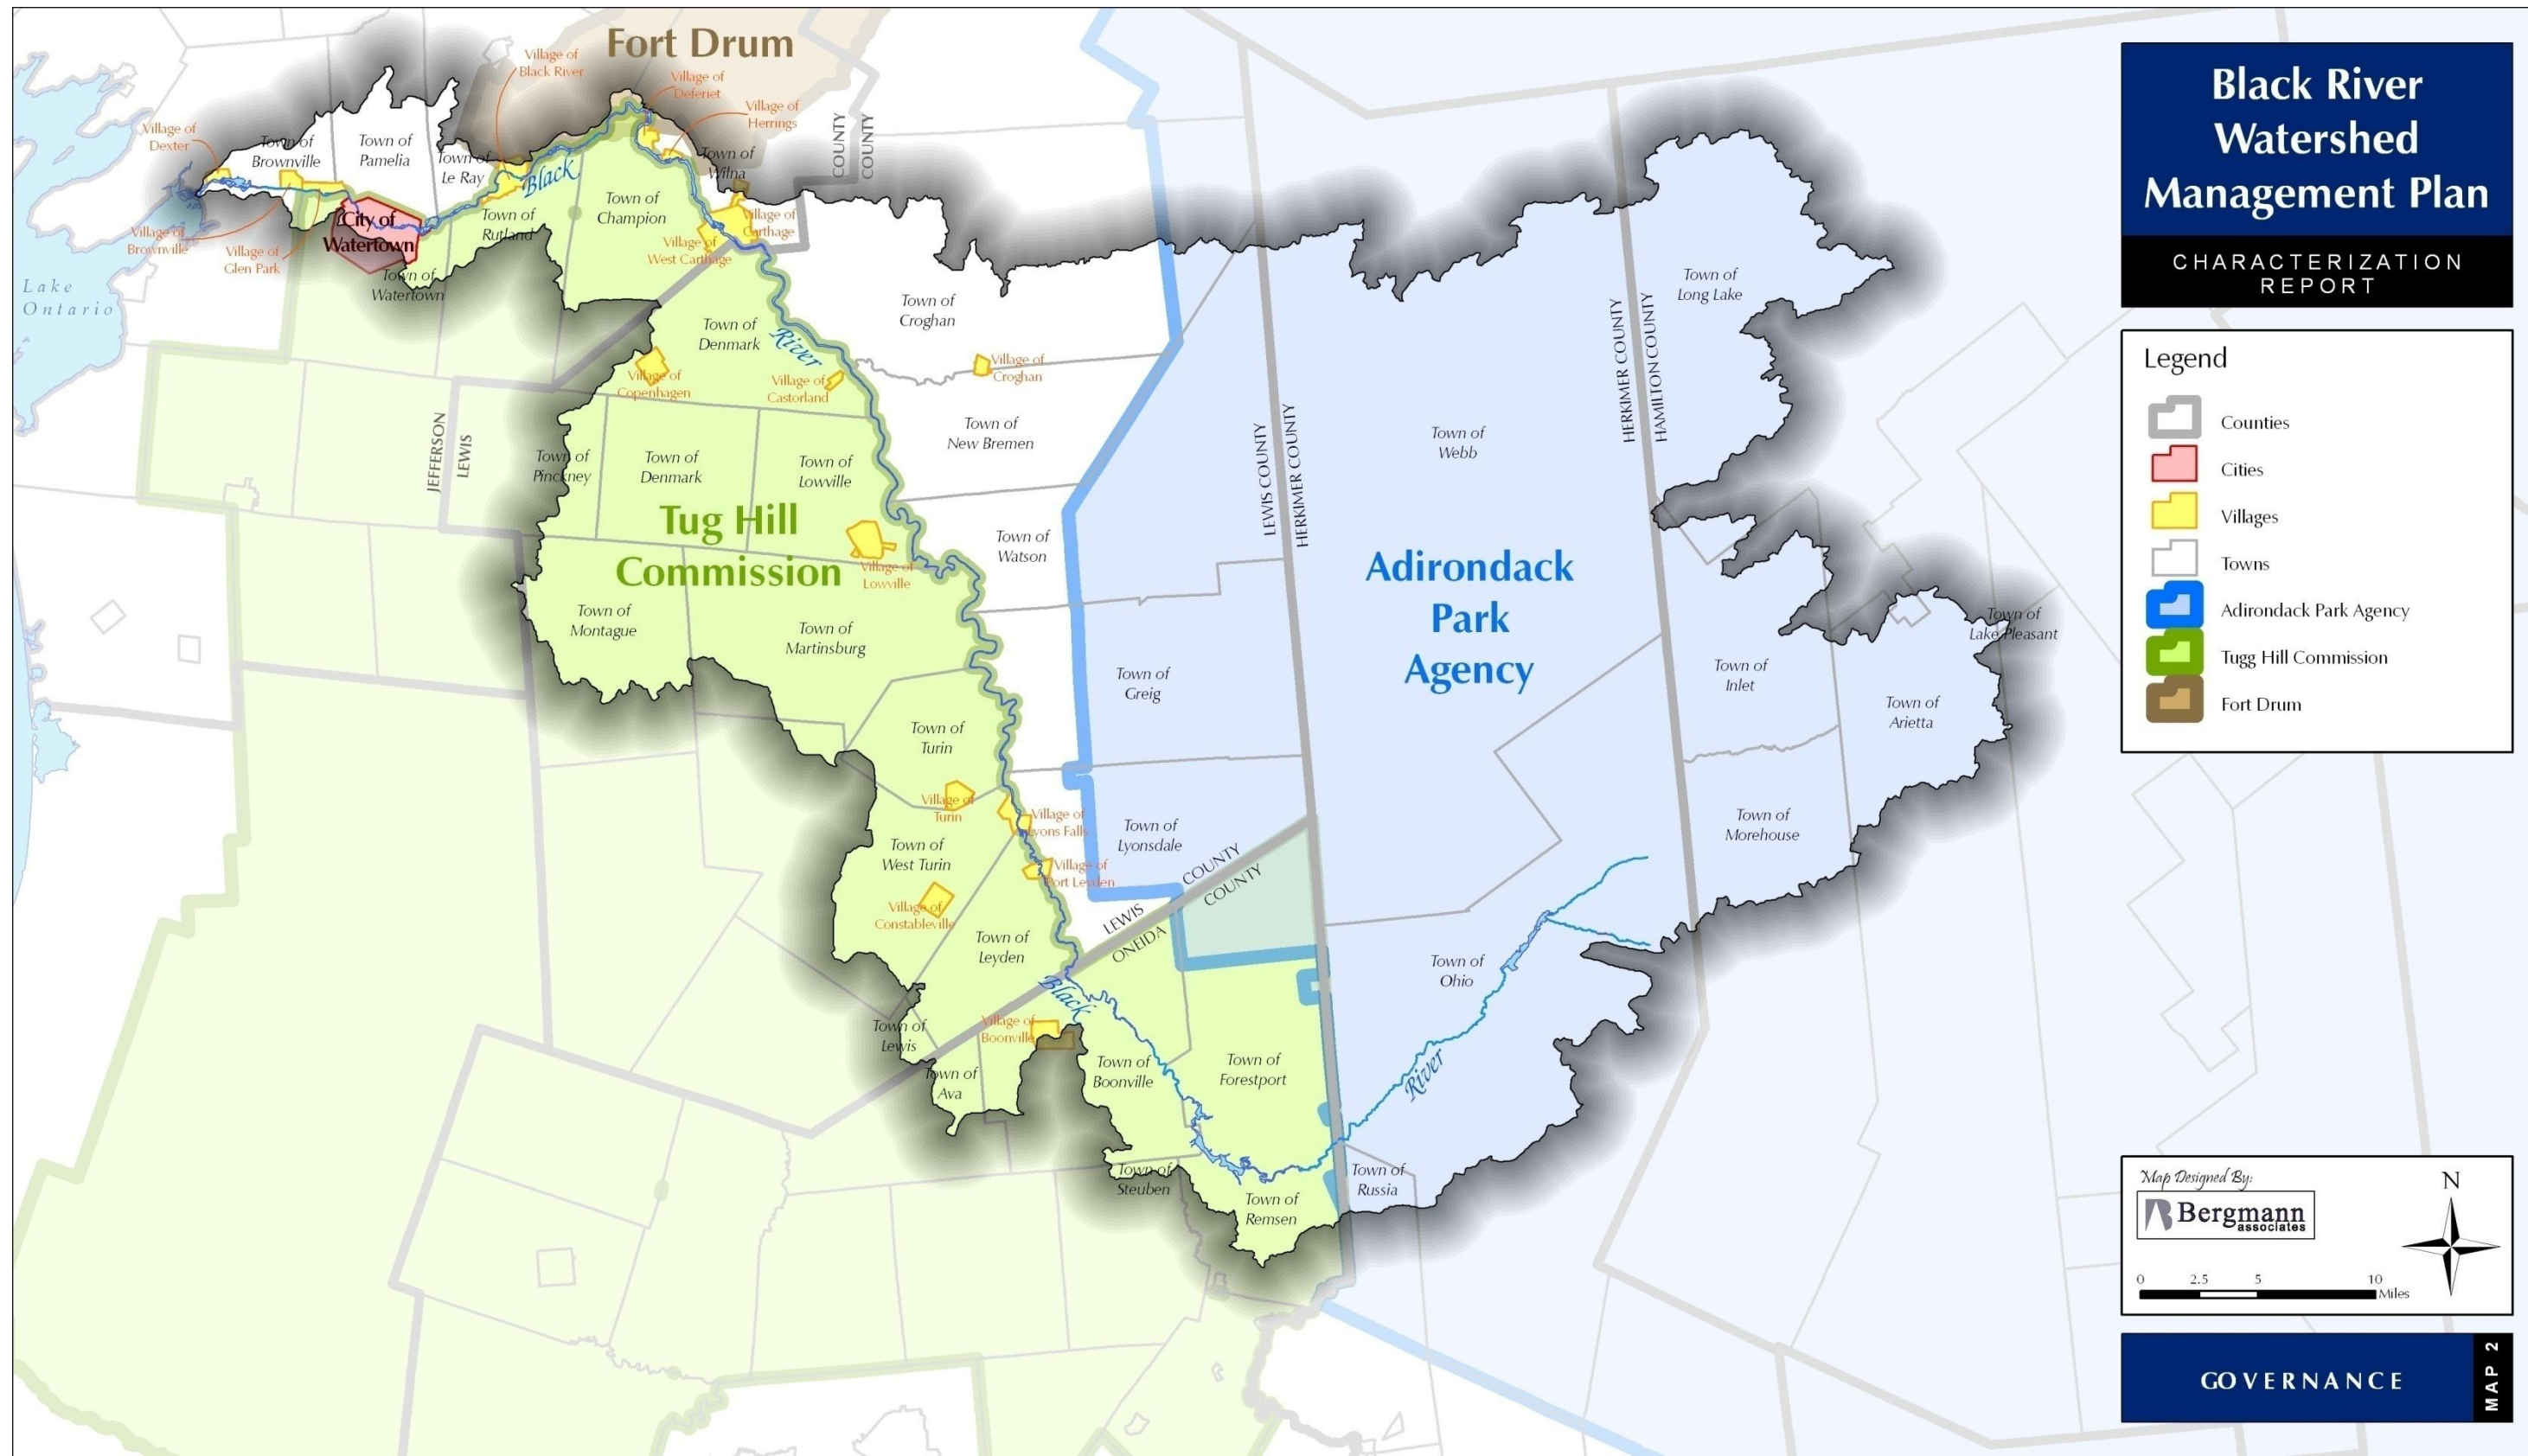 Black River
Watershed
Management Plan
CHARACTERIZATION
REPORT
Legend
Counties
Cities
Villages
Towns
Adirondack Park Agency
Tugg Hill Commission
Fort Drum
Map Designed By:
Bergmann
associates
N
0 2.5 5 10
Miles
GOVERNANCE
MAP 2
Fort Drum
Village of
Black River
Village of
Deferiet
Village of
Herrings
Village of
Dexter
Town of
Brownville
Town of
Pamelia
Town of
Le Ray
Black
Town of
Wilna
COUNTY
COUNTY
Town of
Champion
Town of
Rutland
City of
Watertown
Village of
Brownville
Village of
Glen Park
Town of
Watertown
Village of
Carthage
Village of
West Carthage
Lake
Ontario
Town of
Croghan
Town of
Denmark
River
Village of
Copenhagen
Village of
Castorland
Village of
Croghan
JEFFERSON
LEWIS
Town of
New Bremen
Town of
Pinckney
Town of
Denmark
Town of
Lowville
Tug Hill
Commission
Village of
Lowville
Town of
Watson
LEWIS COUNTY
HERKIMER COUNTY
Town of
Webb
HERKIMER COUNTY
HAMILTON COUNTY
Town of
Long Lake
Adirondack
Park
Agency
Town of
Montague
Town of
Martinsburg
Town of
Greig
Town of
Inlet
Town of
Lake Pleasant
Town of
Arietta
Town of
Turin
Village of
Turin
Village of
Lyons Falls
Town of
Lyonsdale
Town of
Morehouse
Town of
West Turin
Village of
Port Leyden
Village of
Constableville
COUNTY
COUNTY
LEWIS
ONEIDA
Town of
Leyden
Town of
Ohio
Black
Village of
Boonville
Town of
Lewis
Town of
Ava
Town of
Boonville
Town of
Forestport
River
Town of
Steuben
Town of
Remsen
Town of
Russia